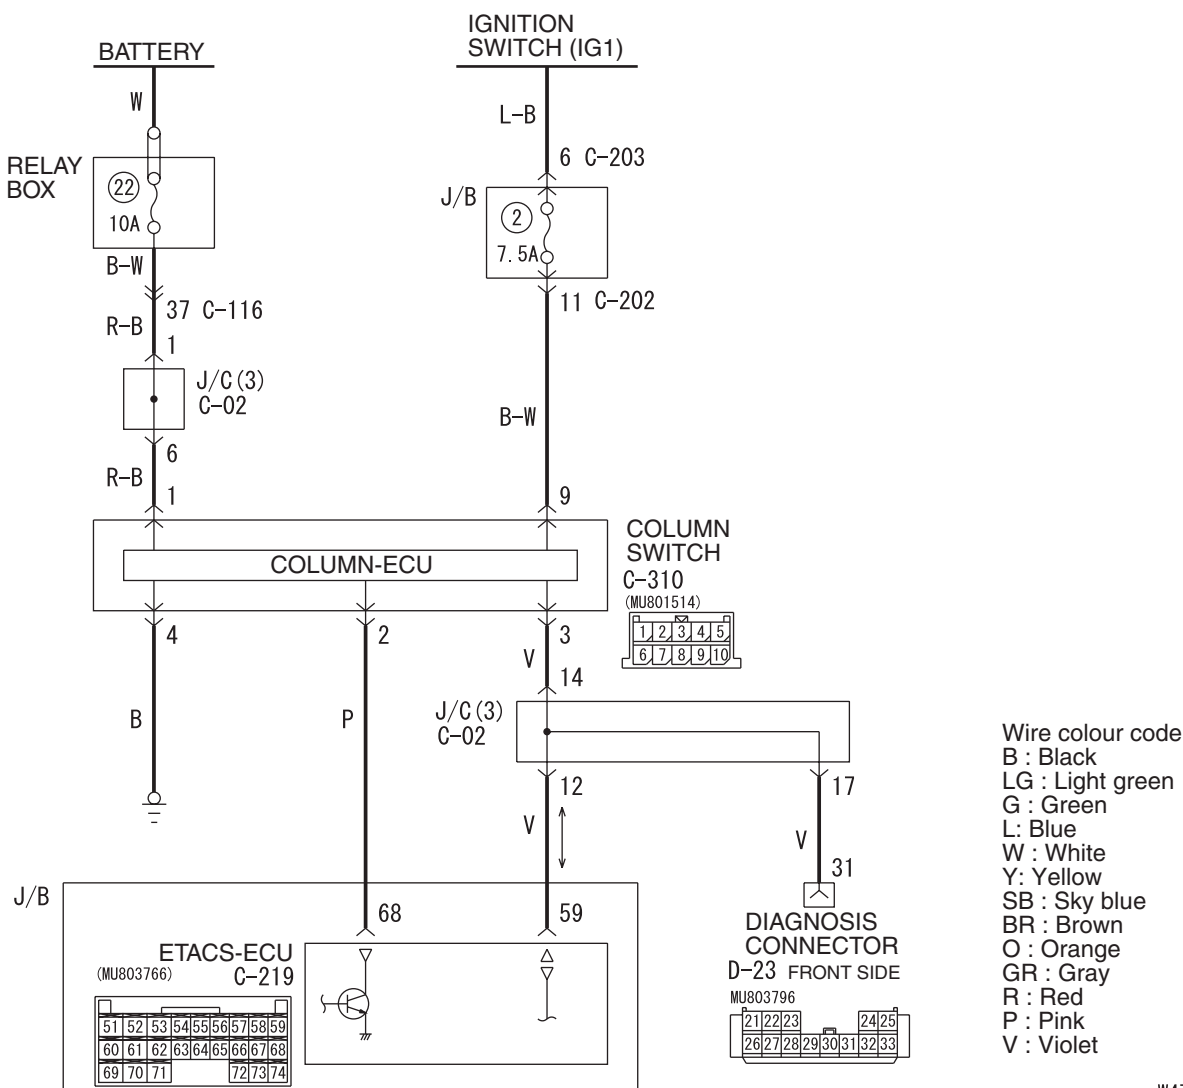 BATTERY
IGNITION
SWITCH (IG1)
W
L-B
6 C-203
RELAY
BOX
22
10A
J/B
2
7.5A
B-W
37 C-116
11 C-202
R-B
1
J/C(3)
C-02
B-W
6
R-B
1
9
COLUMN-ECU
COLUMN
SWITCH
C-310
(MU801514)
1 2 3 4 5
6 7 8 9 10
4
2
3
V
14
B
P
J/C(3)
C-02
12
17
V
V
31
J/B
68
59
DIAGNOSIS
CONNECTOR
D-23 FRONT SIDE
MU803796
21 22 23 24 25
26 27 28 29 30 31 32 33
ETACS-ECU
(MU803766) C-219
51 52 53 54 55 56 57 58 59
60 61 62 63 64 65 66 67 68
69 70 71 72 73 74
Wire colour code
B : Black
LG : Light green
G : Green
L: Blue
W : White
Y: Yellow
SB : Sky blue
BR : Brown
O : Orange
GR : Gray
R : Red
P : Pink
V : Violet